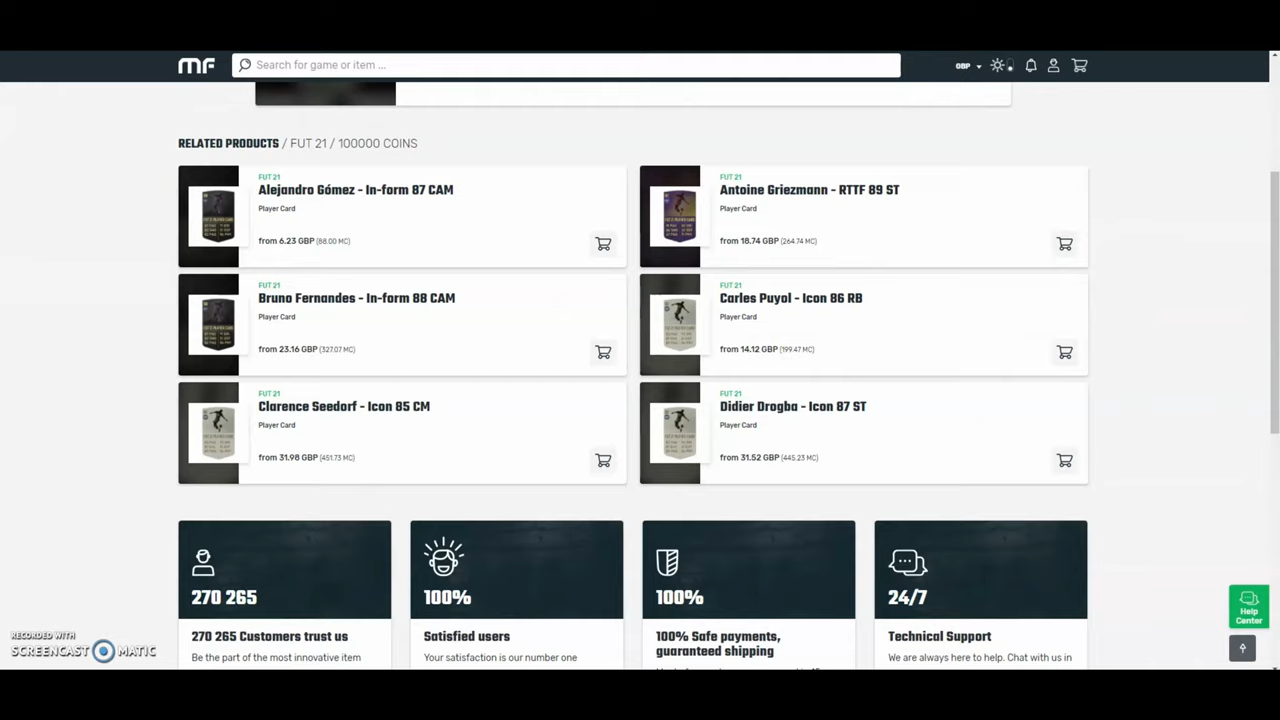 MF
Search for game or item ...
GBP
RELATED PRODUCTS / FUT 21 / 100000 COINS
FUT 21
Alejandro Gómez - In-form 87 CAM
Player Card
from 6.23 GBP (88.00 MC)
FUT 21
Antoine Griezmann - RTTF 89 ST
Player Card
from 18.74 GBP (264.74 MC)
FUT 21
Bruno Fernandes - In-form 88 CAM
Player Card
from 23.16 GBP (327.07 MC)
FUT 21
Carles Puyol - Icon 86 RB
Player Card
from 14.12 GBP (199.47 MC)
FUT 21
Clarence Seedorf - Icon 85 CM
Player Card
from 31.98 GBP (451.73 MC)
FUT 21
Didier Drogba - Icon 87 ST
Player Card
from 31.52 GBP (445.23 MC)
270 265
270 265 Customers trust us
Be the part of the most innovative item
100%
Satisfied users
Your satisfaction is our number one
100%
100% Safe payments,
guaranteed shipping
24/7
Technical Support
We are always here to help. Chat with us in
Help
Center
RECORDED WITH
SCREENCAST MATIC